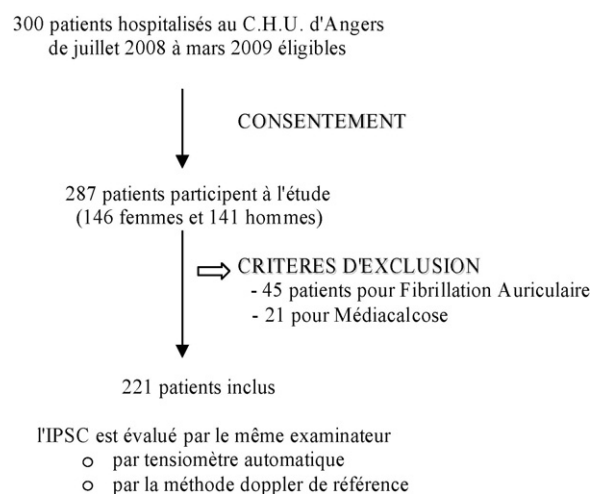 300 patients hospitalisés au C.H.U. d'Angers
de juillet 2008 à mars 2009 éligibles
CONSENTEMENT
287 patients participent à l'étude
(146 femmes et 141 hommes)
CRITERES D'EXCLUSION
- 45 patients pour Fibrillation Auriculaire
- 21 pour Médiacalcose
221 patients inclus
l'IPSC est évalué par le même examinateur
o par tensiomètre automatique
o par la méthode doppler de référence